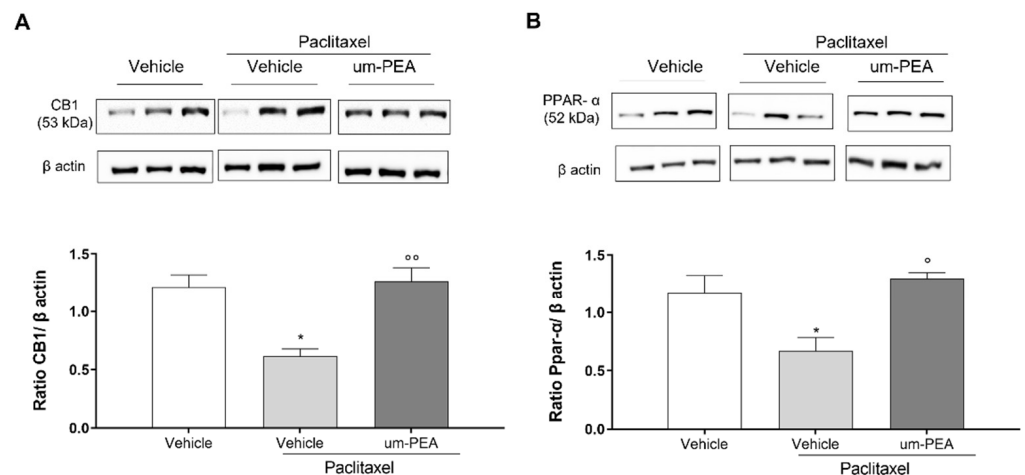 A
Paclitaxel
Vehicle Vehicle um-PEA
CB1
(53 kDa)
β actin
1.5
1.0
0.5
0.0
Ratio CB1/ β actin
°°
*
Vehicle Vehicle um-PEA
Paclitaxel
B
Paclitaxel
Vehicle Vehicle um-PEA
PPAR- α
(52 kDa)
β actin
1.5
1.0
0.5
0.0
Ratio Ppar-α/ β actin
°
*
Vehicle Vehicle um-PEA
Paclitaxel